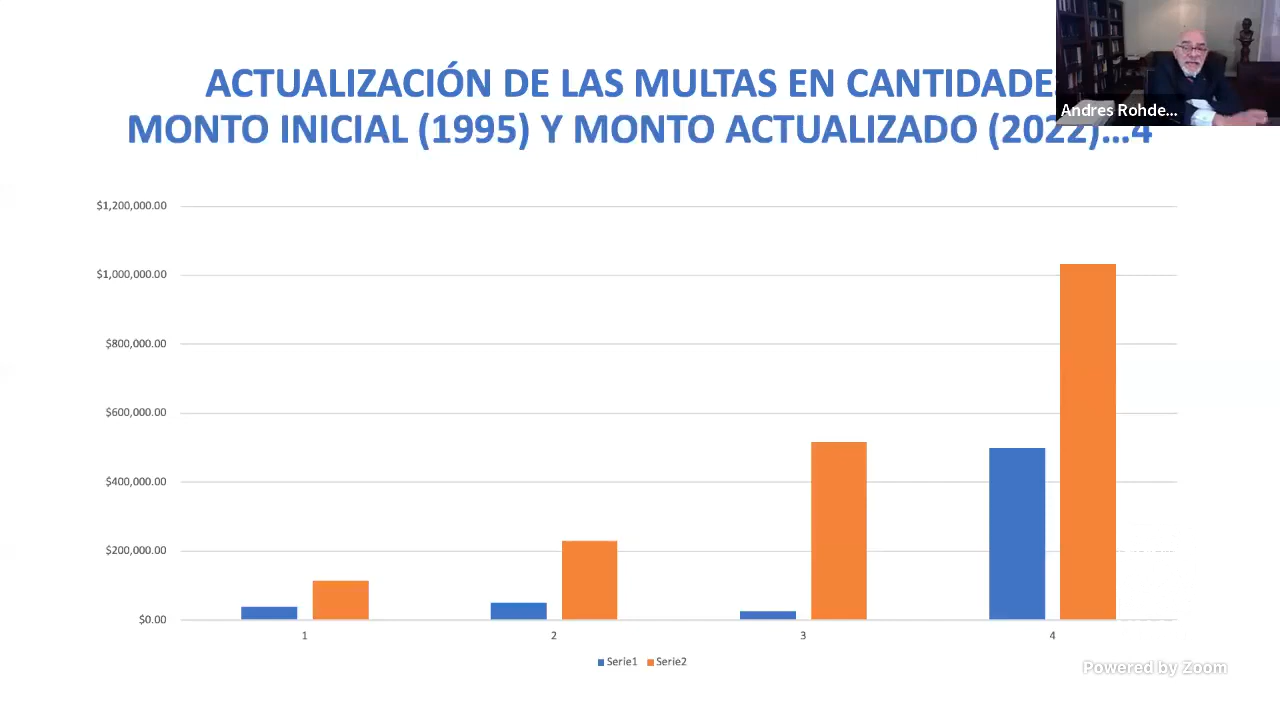 ACTUALIZACIÓN DE LAS MULTAS EN CANTIDADES
MONTO INICIAL (1995) Y MONTO ACTUALIZADO (2022)...4
Andres Rohde...
$1,200,000.00
$1,000,000.00
$800,000.00
$600,000.00
$400,000.00
$200,000.00
$0.00
1 2 3 4
Serie1 Serie2
Powered by Zoom